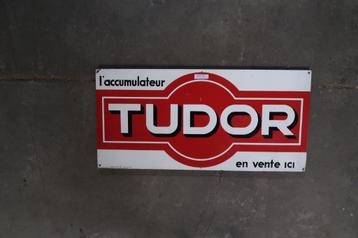 l'accumulateur
TUDOR
en vente ici